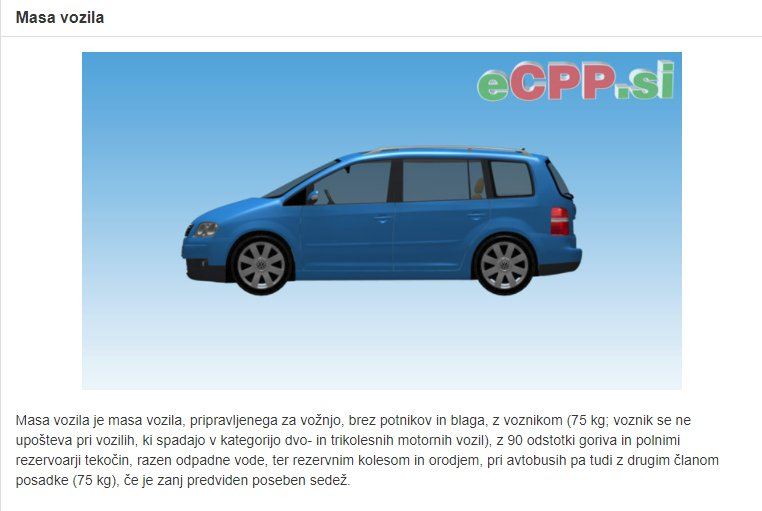 Masa vozila
eCPP.si
Masa vozila je masa vozila, pripravljenega za vožnjo, brez potnikov in blaga, z voznikom (75 kg; voznik se ne
upošteva pri vozilih, ki spadajo v kategorijo dvo- in trikolesnih motornih vozil), z 90 odstotki goriva in polnimi
rezervoarji tekočin, razen odpadne vode, ter rezervnim kolesom in orodjem, pri avtobusih pa tudi z drugim članom
posadke (75 kg), če je zanj predviden poseben sedež.